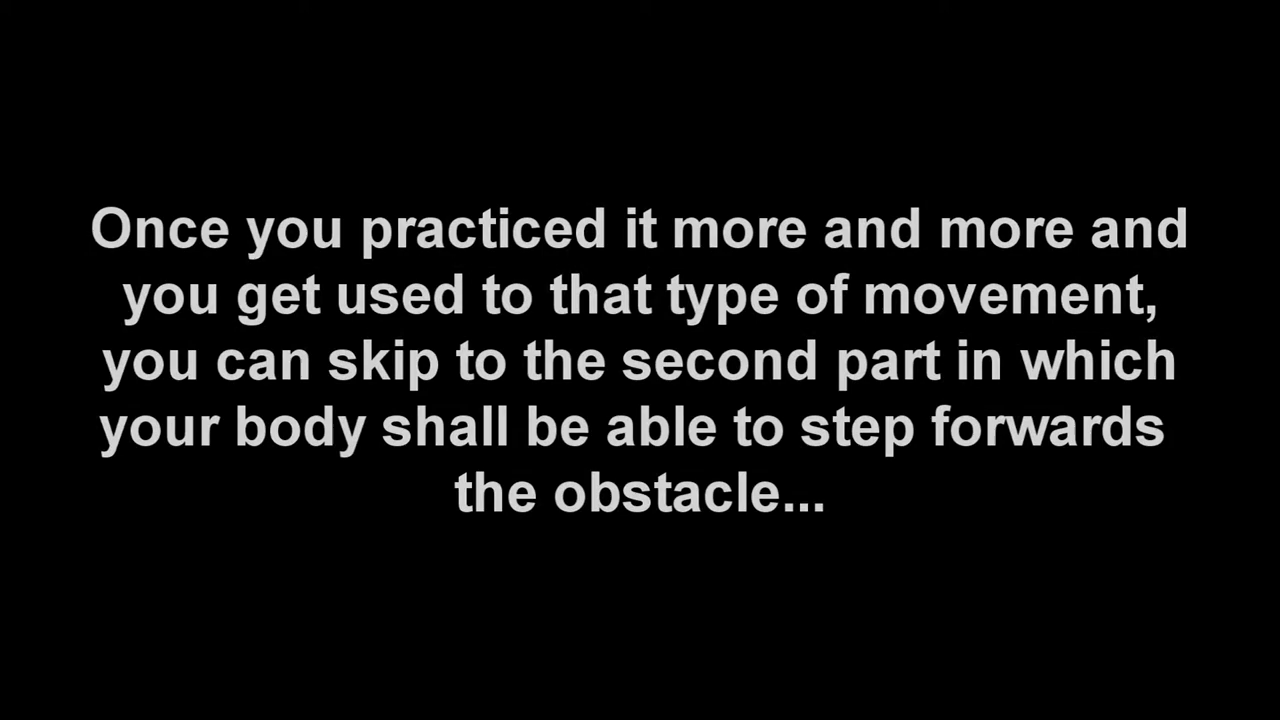 Once you practiced it more and more and
you get used to that type of movement,
you can skip to the second part in which
your body shall be able to step forwards
the obstacle...